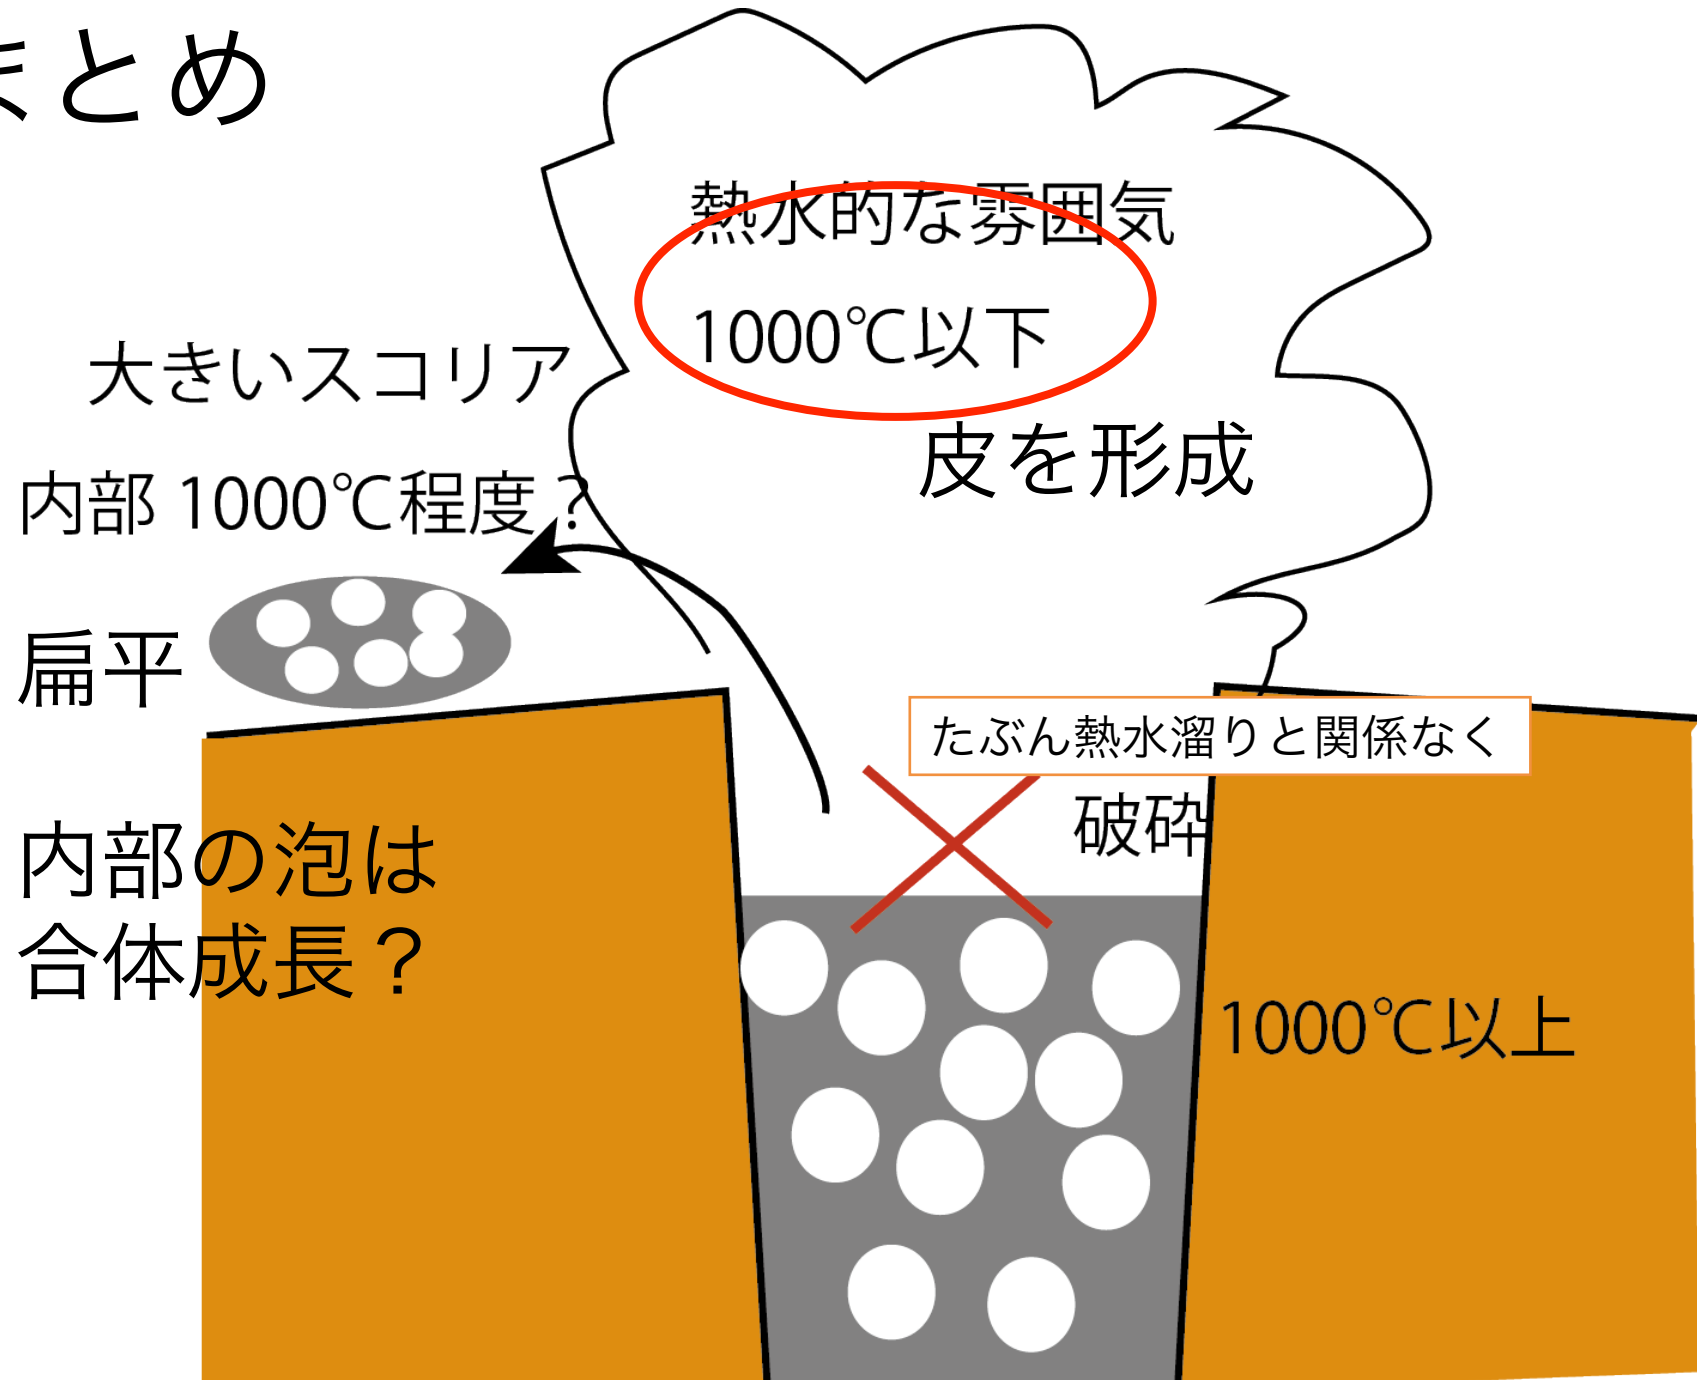 まとめ
熱水的な雰囲気
1000℃以下
大きいスコリア
皮を形成
内部 1000℃程度？
扁平
たぶん熱水溜りと関係なく
破砕
内部の泡は
合体成長？
1000℃以上